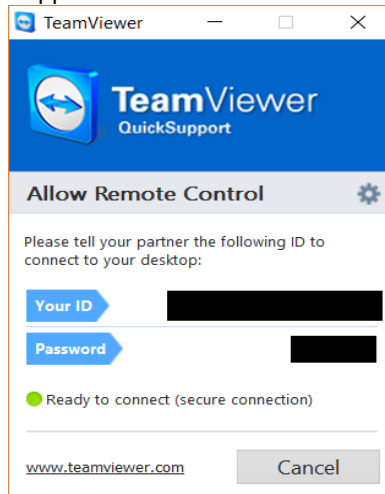 TeamViewer
TeamViewer
QuickSupport
Allow Remote Control
Please tell your partner the following ID to
connect to your desktop:
Your ID
Password
Ready to connect (secure connection)
www.teamviewer.com
Cancel